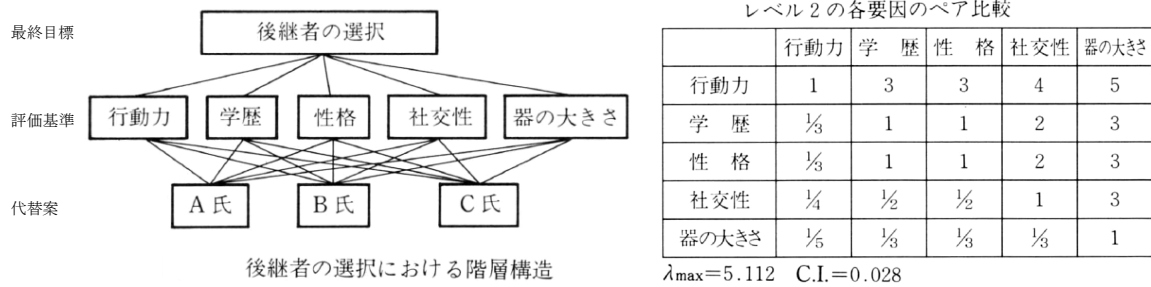 最終目標
後継者の選択
評価基準
行動力 学歴 性格 社交性 器の大きさ
代替案
A氏 B氏 C氏
後継者の選択における階層構造
レベル2の各要因のペア比較
行動力 学 歴 性 格 社交性 器の大きさ
行動力 1 3 3 4 5
学 歴 1/3 1 1 2 3
性 格 1/3 1 1 2 3
社交性 1/4 1/2 1/2 1 3
器の大きさ 1/5 1/3 1/3 1/3 1
λmax=5.112 C.I.=0.028